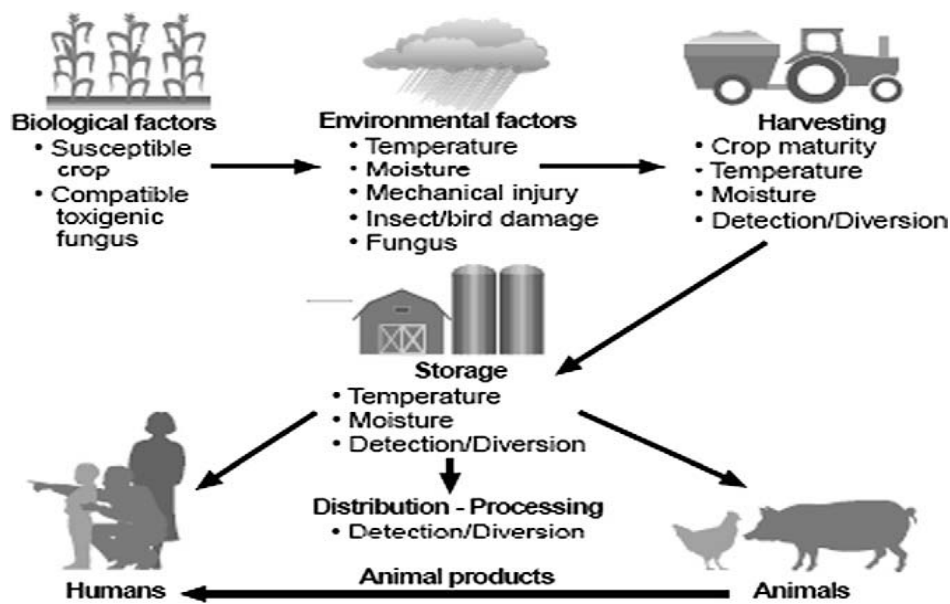 Biological factors
• Susceptible
crop
• Compatible
toxigenic
fungus
Environmental factors
• Temperature
• Moisture
• Mechanical injury
• Insect/bird damage
• Fungus
Harvesting
• Crop maturity
• Temperature
• Moisture
• Detection/Diversion
Storage
• Temperature
• Moisture
• Detection/Diversion
Distribution - Processing
• Detection/Diversion
Humans
Animal products
Animals